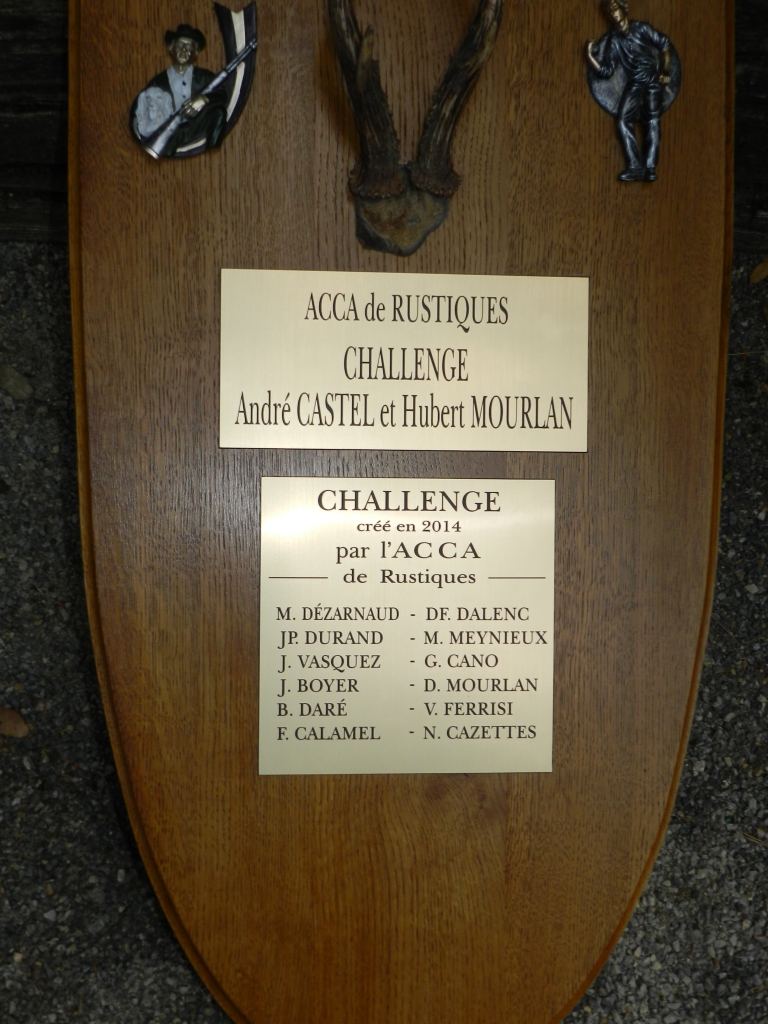 ACCA de RUSTIQUES
CHALLENGE
André CASTEL et Hubert MOURLAN
CHALLENGE
créé en 2014
par l'ACCA
de Rustiques
M. DÉZARNAUD - DF. DALENC
JP. DURAND - M. MEYNIEUX
J. VASQUEZ - G. CANO
J. BOYER - D. MOURLAN
B. DARÉ - V. FERRISI
F. CALAMEL - N. CAZETTES